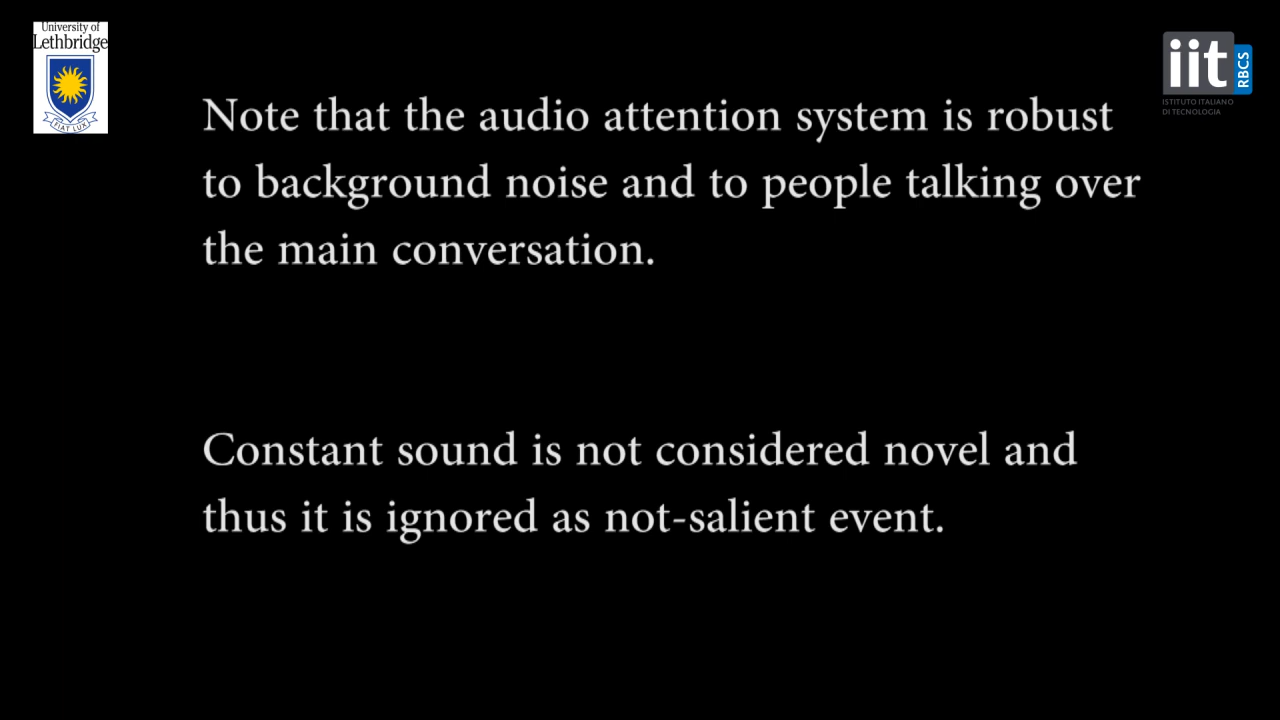 University of
Lethbridge
FIAT LUX
iit
RBCS
ISTITUTO ITALIANO
DI TECNOLOGIA
Note that the audio attention system is robust
to background noise and to people talking over
the main conversation.
Constant sound is not considered novel and
thus it is ignored as not-salient event.